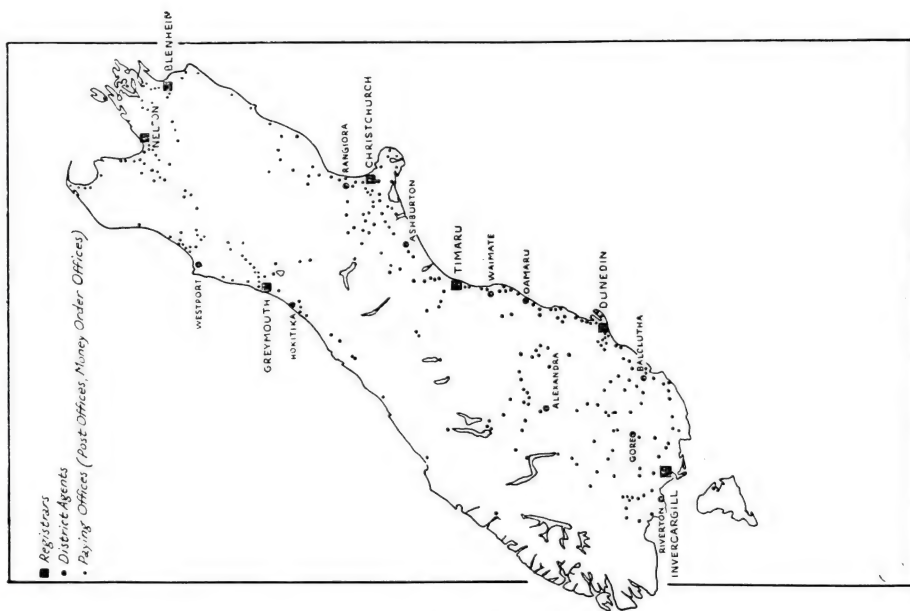 ■ Registrars
• District Agents
· Paying Offices (Post Offices, Money Order Offices)
BLENHEIN
NELSON
WESTPORT
GREYMOUTH
HOKITIKA
RANGIORA
CHRISTCHURCH
ASHBURTON
TIMARU
WAIMATE
OAMARU
DUNEDIN
BALCLUTHA
ALEXANDRA
GORE
RIVERTON
INVERCARGILL